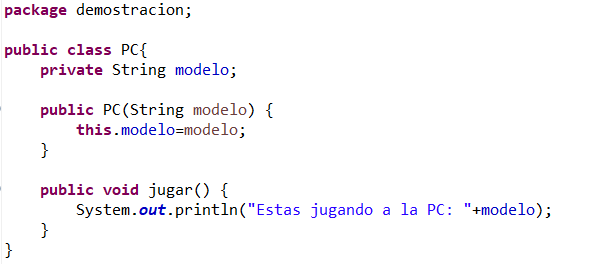 package demostracion;
public class PC{
private String modelo;
public PC(String modelo) {
this.modelo=modelo;
}
public void jugar() {
System.out.println("Estas jugando a la PC: "+modelo);
}
}